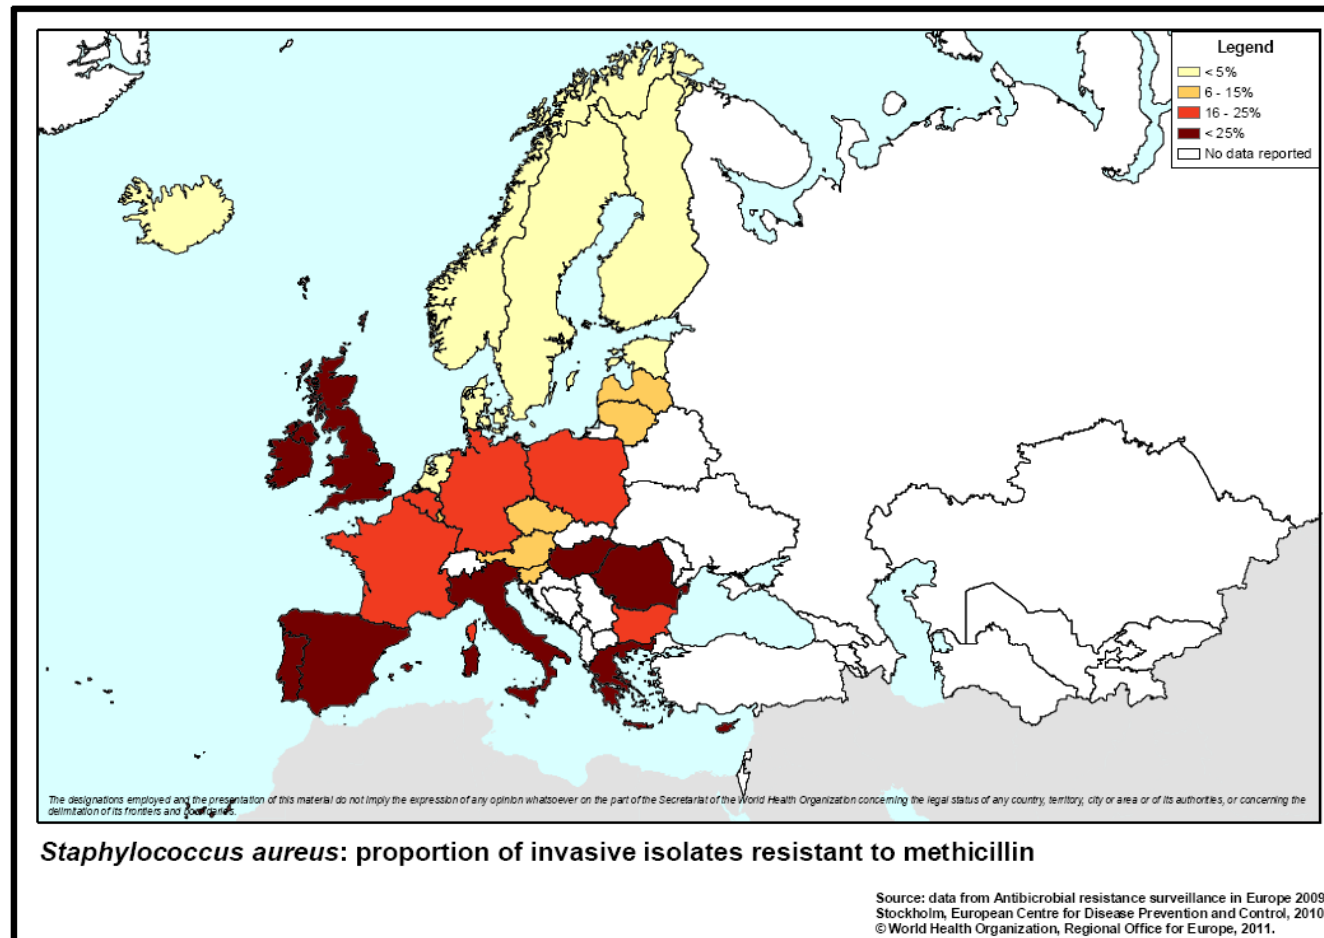 Legend
< 5%
6 - 15%
16 - 25%
< 25%
No data reported
The designations employed and the presentation of this material do not imply the expression of any opinion whatsoever on the part of the Secretariat of the World Health Organization concerning the legal status of any country, territory, city or area or of its authorities, or concerning the
delimitation of its frontiers and boundaries.
Staphylococcus aureus: proportion of invasive isolates resistant to methicillin
Source: data from Antibicrobial resistance surveillance in Europe 2009
Stockholm, European Centre for Disease Prevention and Control, 2010
© World Health Organization, Regional Office for Europe, 2011.